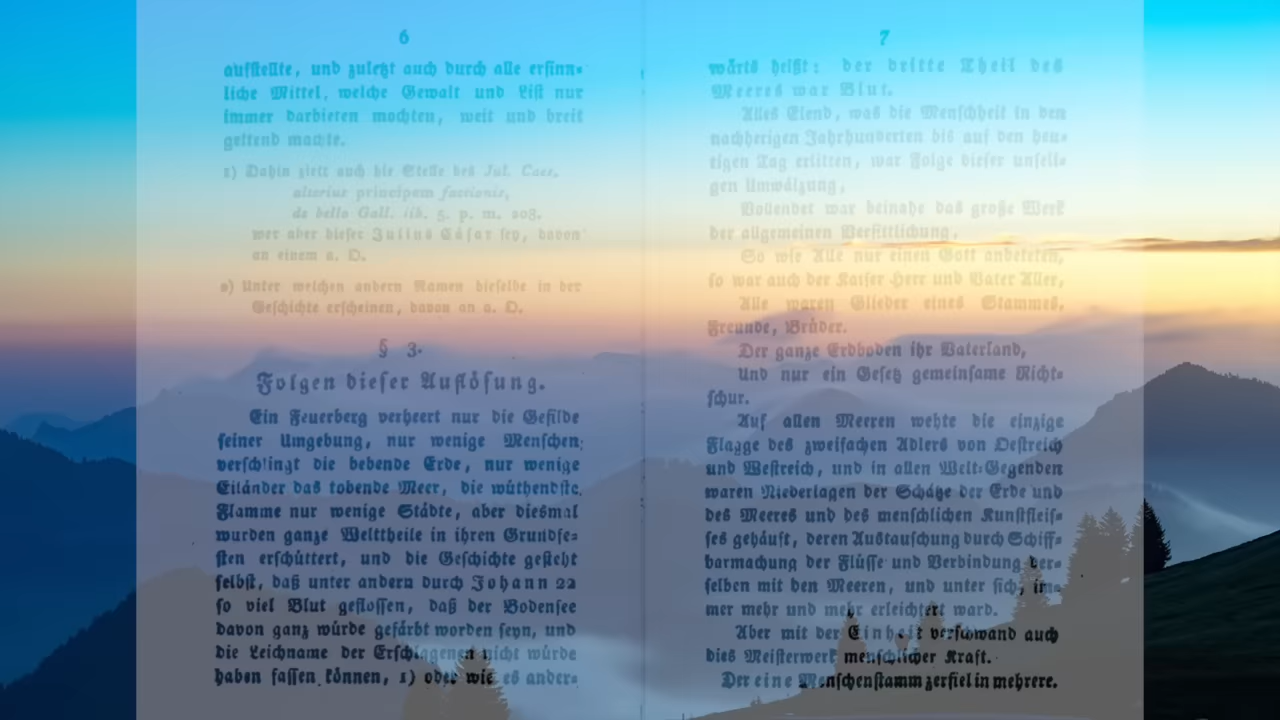 6
aufstellte, und zuletzt auch durch alle ersinn-
liche Mittel, welche Gewalt und List nur
immer darbieten mochten, weit und breit
geltend machte.
1) Dahin zielt auch die Stelle des Jul. Caes.
alterius principem factionis,
de bello Gall. lib. 5. p. m. 208.
wer aber dieser Julius Cäsar sey, davon
an einem a. O.
2) Unter welchen andern Namen dieselbe in der
Geschichte erscheinen, davon an a. O.
§ 3.
Folgen dieser Auflösung.
Ein Feuerberg verheert nur die Gefilde
seiner Umgebung, nur wenige Menschen
verschlingt die bebende Erde, nur wenige
Eiländer das tobende Meer, die wüthendste
Flamme nur wenige Städte, aber diesmal
wurden ganze Welttheile in ihren Grundfe-
sten erschüttert, und die Geschichte gesteht
selbst, daß unter andern durch Johann 22
so viel Blut geflossen, daß der Bodensee
davon ganz würde gefärbt worden seyn, und
die Leichname der Erschlagenen nicht würde
haben fassen können, 1) oder wie es ander-
7
wärts heißt: der dritte Theil des
Meeres war Blut.
Alles Elend, was die Menschheit in den
nachherigen Jahrhunderten bis auf den heu-
tigen Tag erlitten, war Folge dieser unseli-
gen Umwälzung,
Vollendet war beinahe das große Werk
der allgemeinen Versittlichung,
So wie Alle nur einen Gott anbeteten,
so war auch der Kaiser Herr und Vater Aller,
Alle waren Glieder eines Stammes,
Freunde, Brüder.
Der ganze Erdboden ihr Vaterland,
Und nur ein Gesetz gemeinsame Richt-
schur.
Auf allen Meeren wehte die einzige
Flagge des zweifachen Adlers von Oestreich
und Westreich, und in allen Welt-Gegenden
waren Niederlagen der Schätze der Erde und
des Meeres und des menschlichen Kunstfleis-
ses gehäuft, deren Austauschung durch Schiff-
barmachung der Flüsse und Verbindung der-
selben mit den Meeren, und unter sich, im-
mer mehr und mehr erleichtert ward.
Aber mit der Einheit verschwand auch
dies Meisterwerk menschlicher Kraft.
Der eine Menschenstamm zerfiel in mehrere.